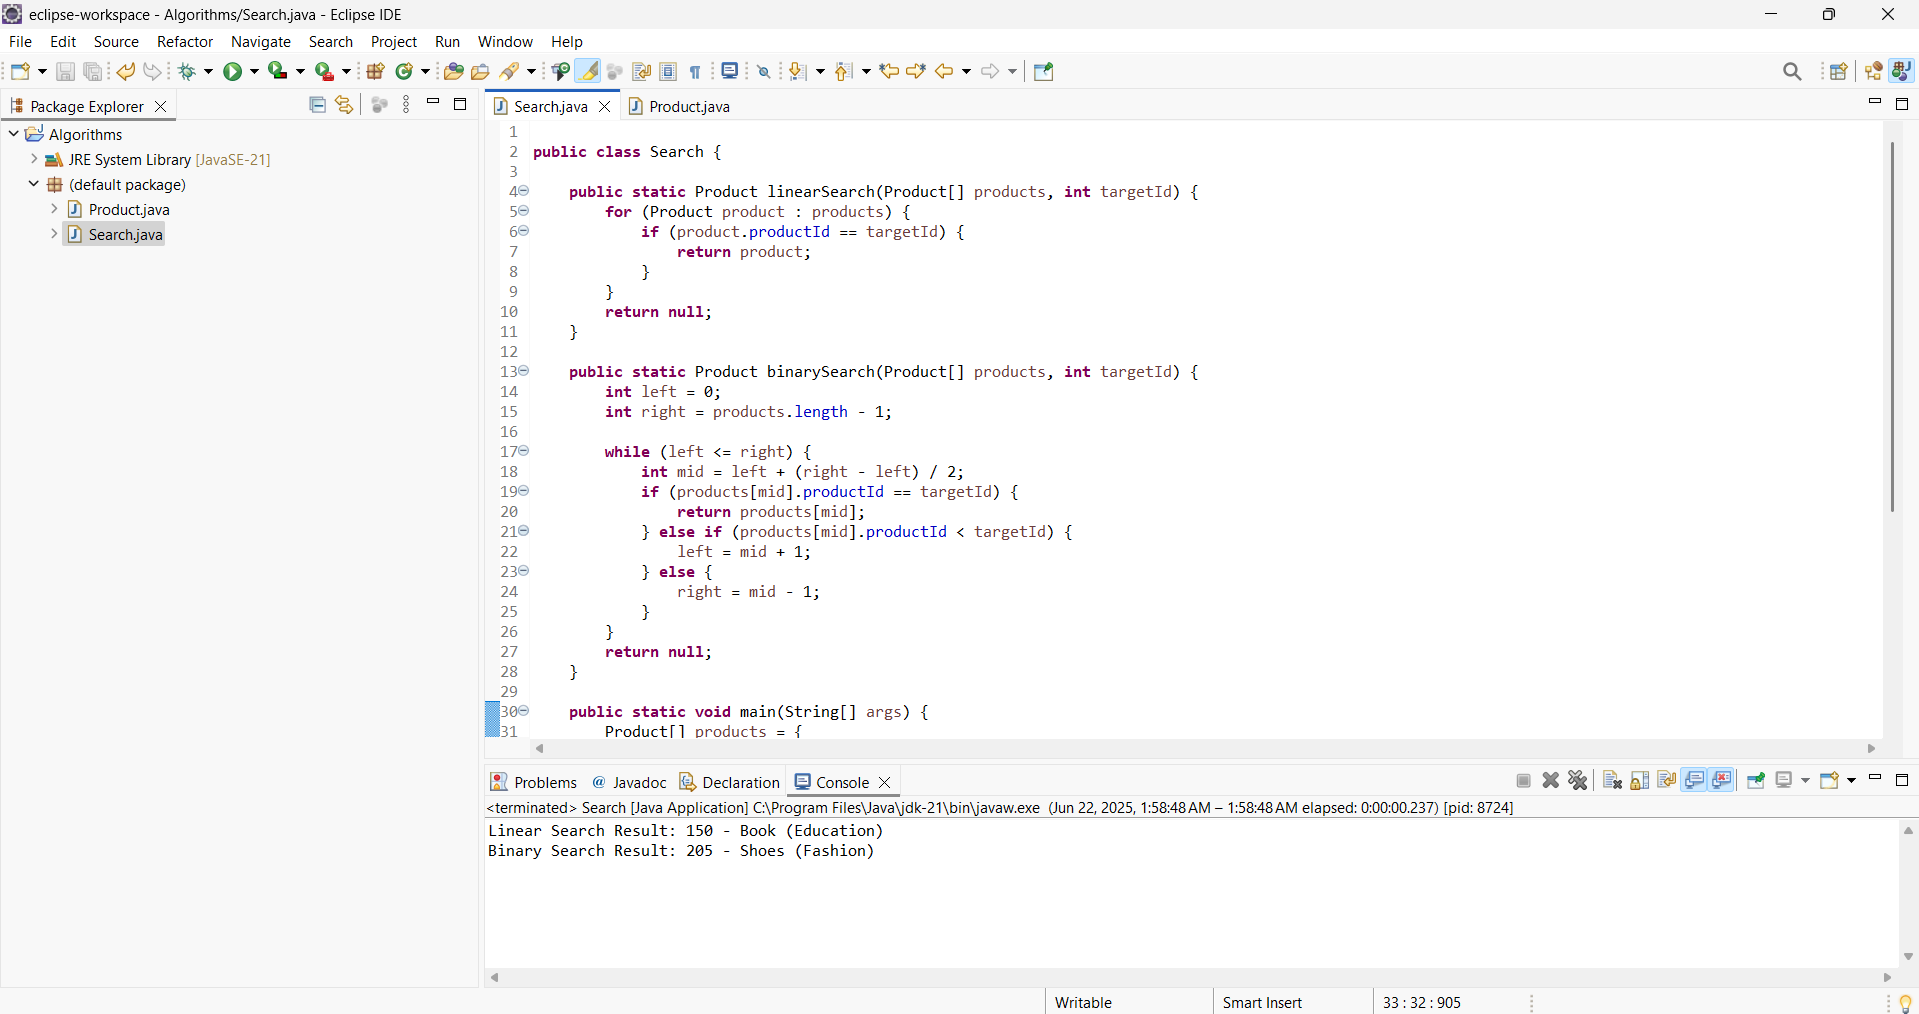 eclipse-workspace - Algorithms/Search.java - Eclipse IDE
File Edit Source Refactor Navigate Search Project Run Window Help
Package Explorer
Algorithms
JRE System Library [JavaSE-21]
(default package)
Product.java
Search.java
Search.java Product.java
1
2 public class Search {
3
4 public static Product linearSearch(Product[] products, int targetId) {
5 for (Product product : products) {
6 if (product.productId == targetId) {
7 return product;
8 }
9 }
10 return null;
11 }
12
13 public static Product binarySearch(Product[] products, int targetId) {
14 int left = 0;
15 int right = products.length - 1;
16
17 while (left <= right) {
18 int mid = left + (right - left) / 2;
19 if (products[mid].productId == targetId) {
20 return products[mid];
21 } else if (products[mid].productId < targetId) {
22 left = mid + 1;
23 } else {
24 right = mid - 1;
25 }
26 }
27 return null;
28 }
29
30 public static void main(String[] args) {
31 Product[] products = {
Problems @ Javadoc Declaration Console
<terminated> Search [Java Application] C:\Program Files\Java\jdk-21\bin\javaw.exe (Jun 22, 2025, 1:58:48 AM – 1:58:48 AM elapsed: 0:00:00.237) [pid: 8724]
Linear Search Result: 150 - Book (Education)
Binary Search Result: 205 - Shoes (Fashion)
Writable Smart Insert 33 : 32 : 905